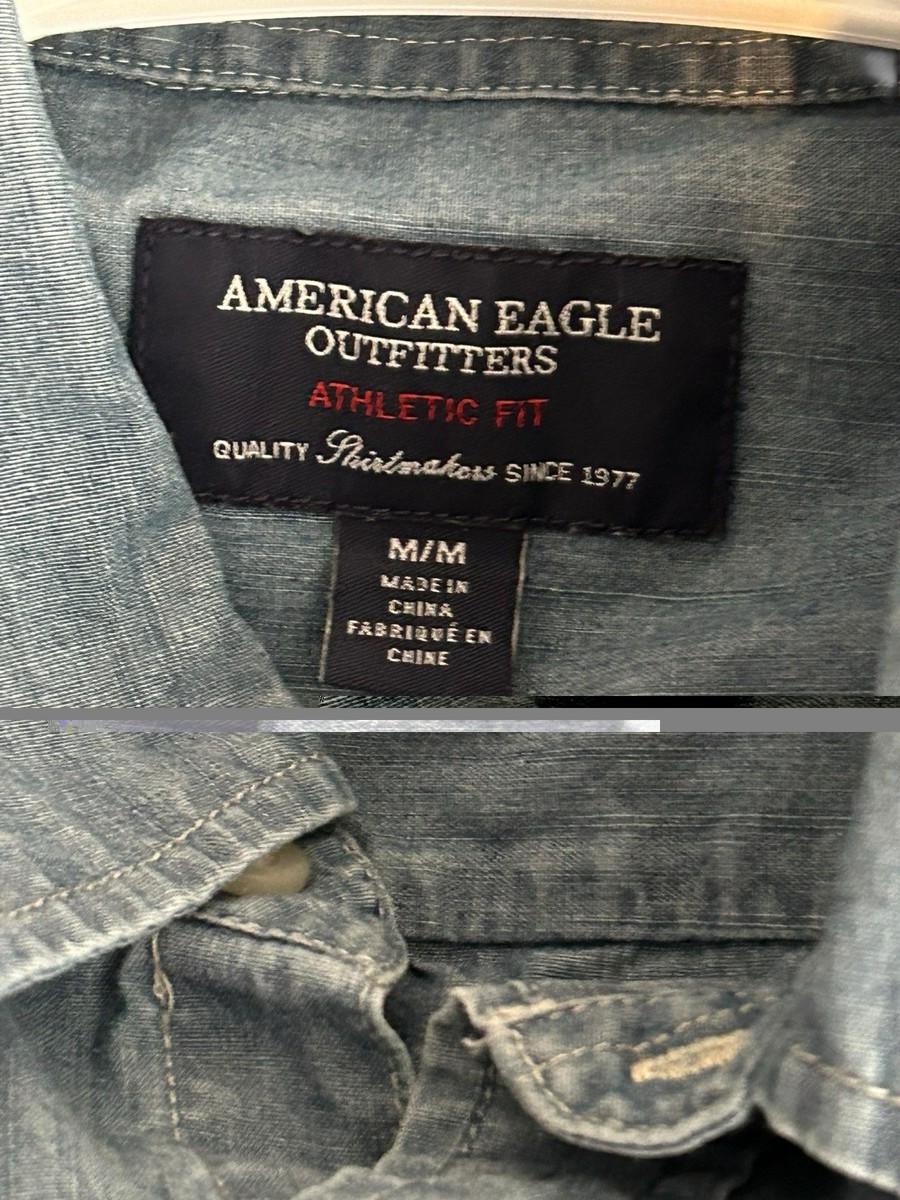 AMERICAN EAGLE
OUTFITTERS
ATHLETIC FIT
QUALITY Shirtmakers SINCE 1977
M/M
MADE IN
CHINA
FABRIQUÉ EN
CHINE